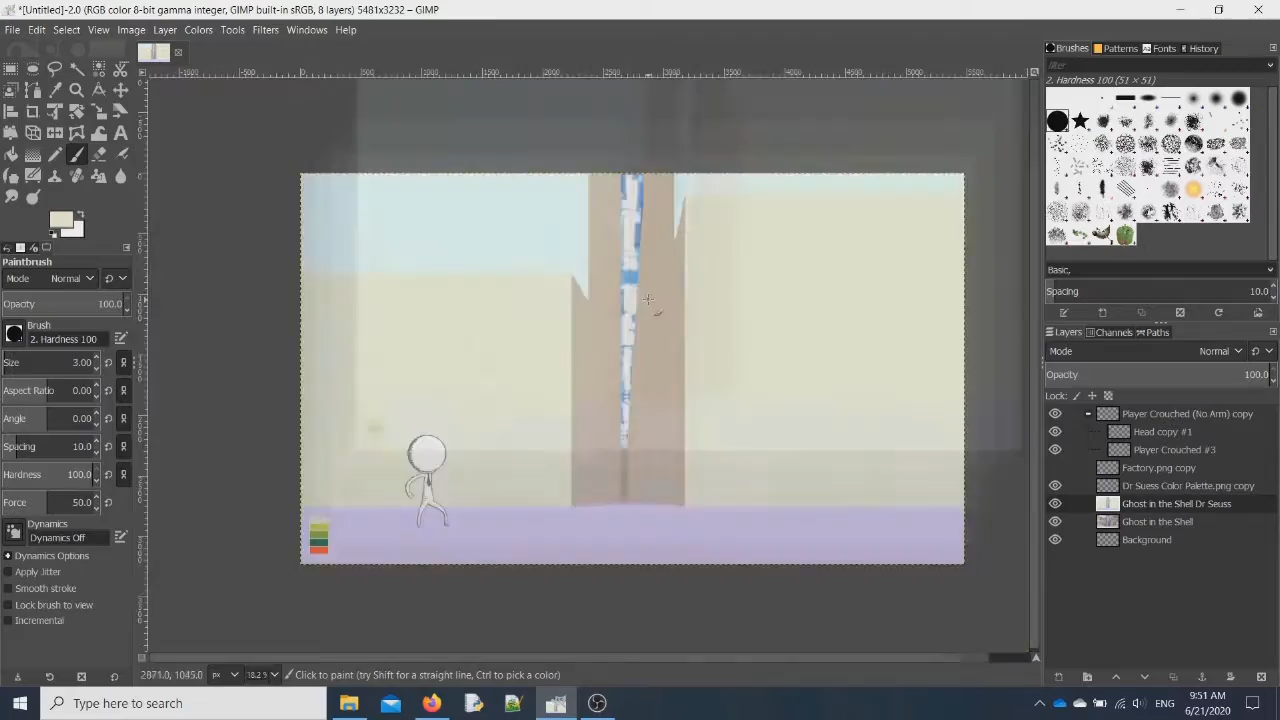 *[Untitled]-2.0 (RGB color 8-bit gamma integer, GIMP built-in sRGB, 8 layers) 5481x3232 – GIMP
File Edit Select View Image Layer Colors Tools Filters Windows Help
Brushes Patterns Fonts History
filter
2. Hardness 100 (51 × 51)
Paintbrush
Mode Normal
Opacity 100.0
Brush
2. Hardness 100
Size 3.00
Aspect Ratio 0.00
Angle 0.00
Spacing 10.0
Hardness 100.0
Force 50.0
Dynamics
Dynamics Off
Dynamics Options
Apply Jitter
Smooth stroke
Lock brush to view
Incremental
Basic,
Spacing 10.0
Layers Channels Paths
Mode Normal
Opacity 100.0
Lock:
Player Crouched (No Arm) copy
Head copy #1
Player Crouched #3
Factory.png copy
Dr Suess Color Palette.png copy
Ghost in the Shell Dr Seuss
Ghost in the Shell
Background
2871.0, 1045.0 px 18.2 % Click to paint (try Shift for a straight line, Ctrl to pick a color)
Type here to search
ENG
9:51 AM
6/21/2020